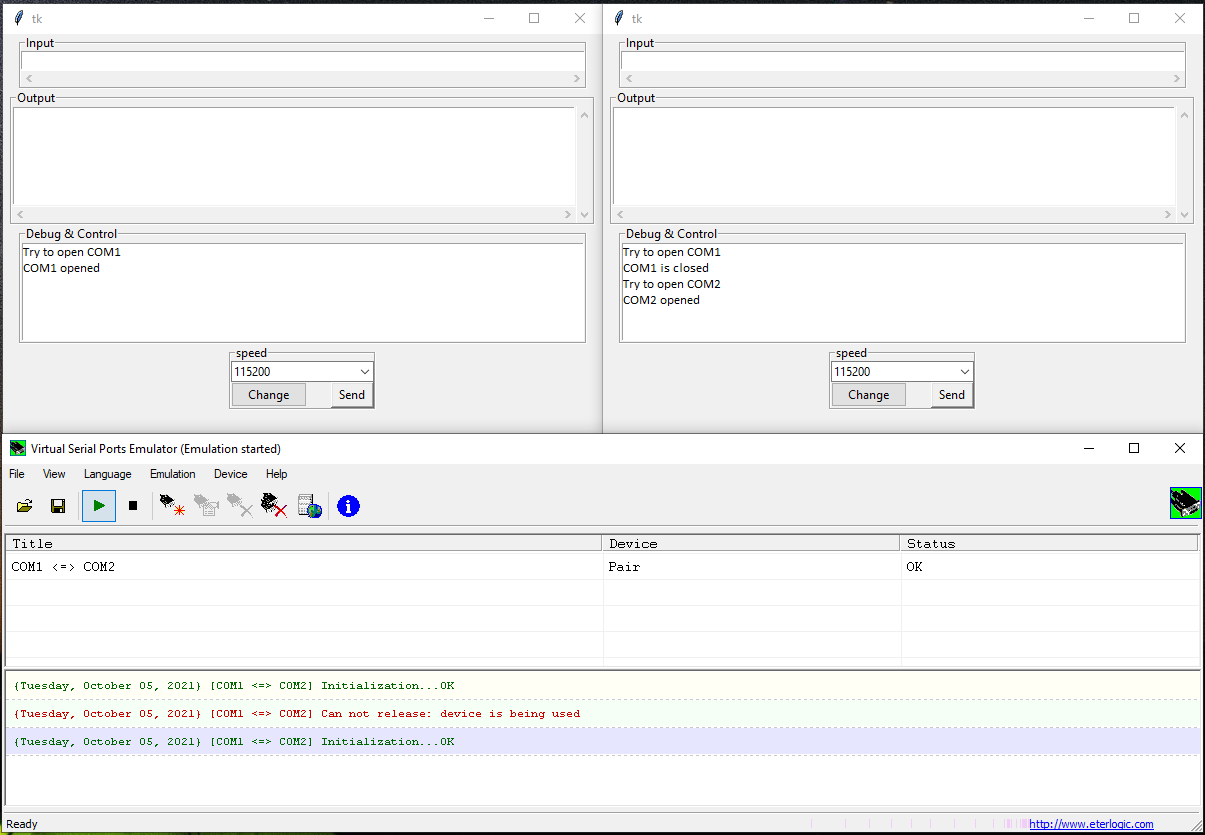 tk
Input
Output
Debug & Control
Try to open COM1
COM1 opened
speed
115200
Change Send
tk
Input
Output
Debug & Control
Try to open COM1
COM1 is closed
Try to open COM2
COM2 opened
speed
115200
Change Send
Virtual Serial Ports Emulator (Emulation started)
File View Language Emulation Device Help
Title Device Status
COM1 <=> COM2 Pair OK
{Tuesday, October 05, 2021} [COM1 <=> COM2] Initialization...OK
{Tuesday, October 05, 2021} [COM1 <=> COM2] Can not release: device is being used
{Tuesday, October 05, 2021} [COM1 <=> COM2] Initialization...OK
Ready http://www.eterlogic.com